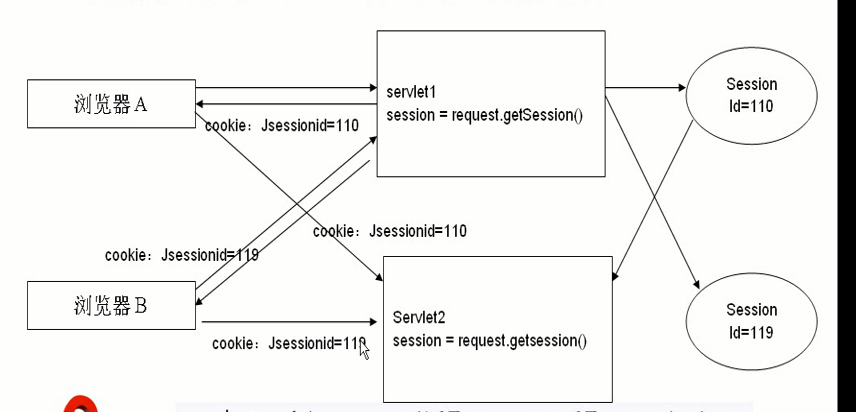 浏览器A
servlet1
session = request.getSession()
Session
Id=110
cookie：Jsessionid=110
cookie：Jsessionid=110
cookie：Jsessionid=119
浏览器B
Servlet2
session = request.getsession()
Session
Id=119
cookie：Jsessionid=119